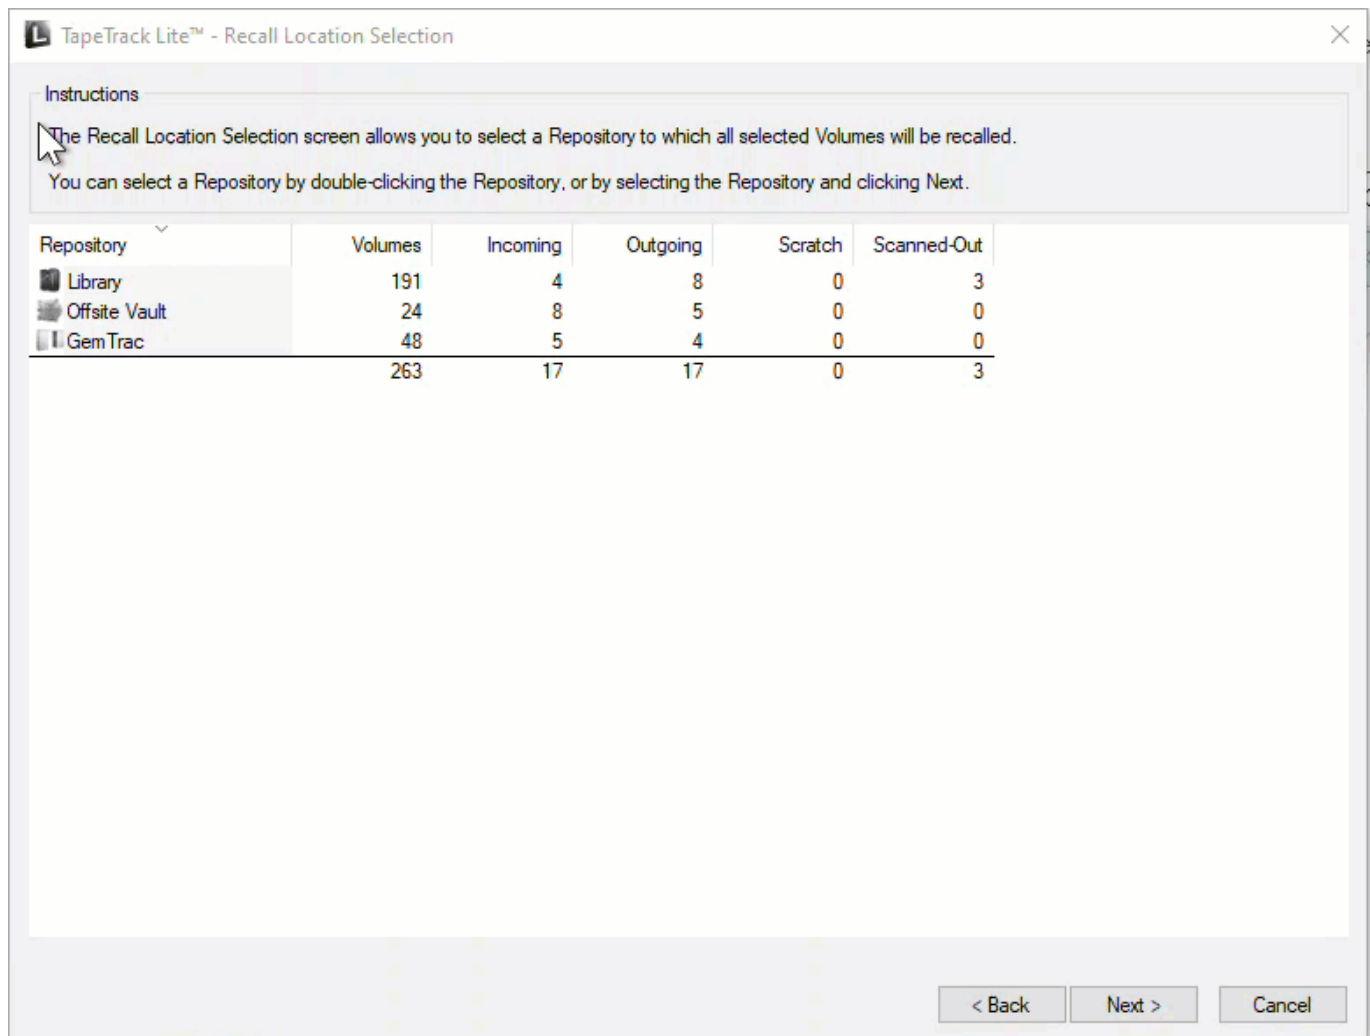 TapeTrack Lite™ - Recall Location Selection
Instructions
The Recall Location Selection screen allows you to select a Repository to which all selected Volumes will be recalled.
You can select a Repository by double-clicking the Repository, or by selecting the Repository and clicking Next.
Repository Volumes Incoming Outgoing Scratch Scanned-Out
Library 191 4 8 0 3
Offsite Vault 24 8 5 0 0
GemTrac 48 5 4 0 0
263 17 17 0 3
< Back Next > Cancel